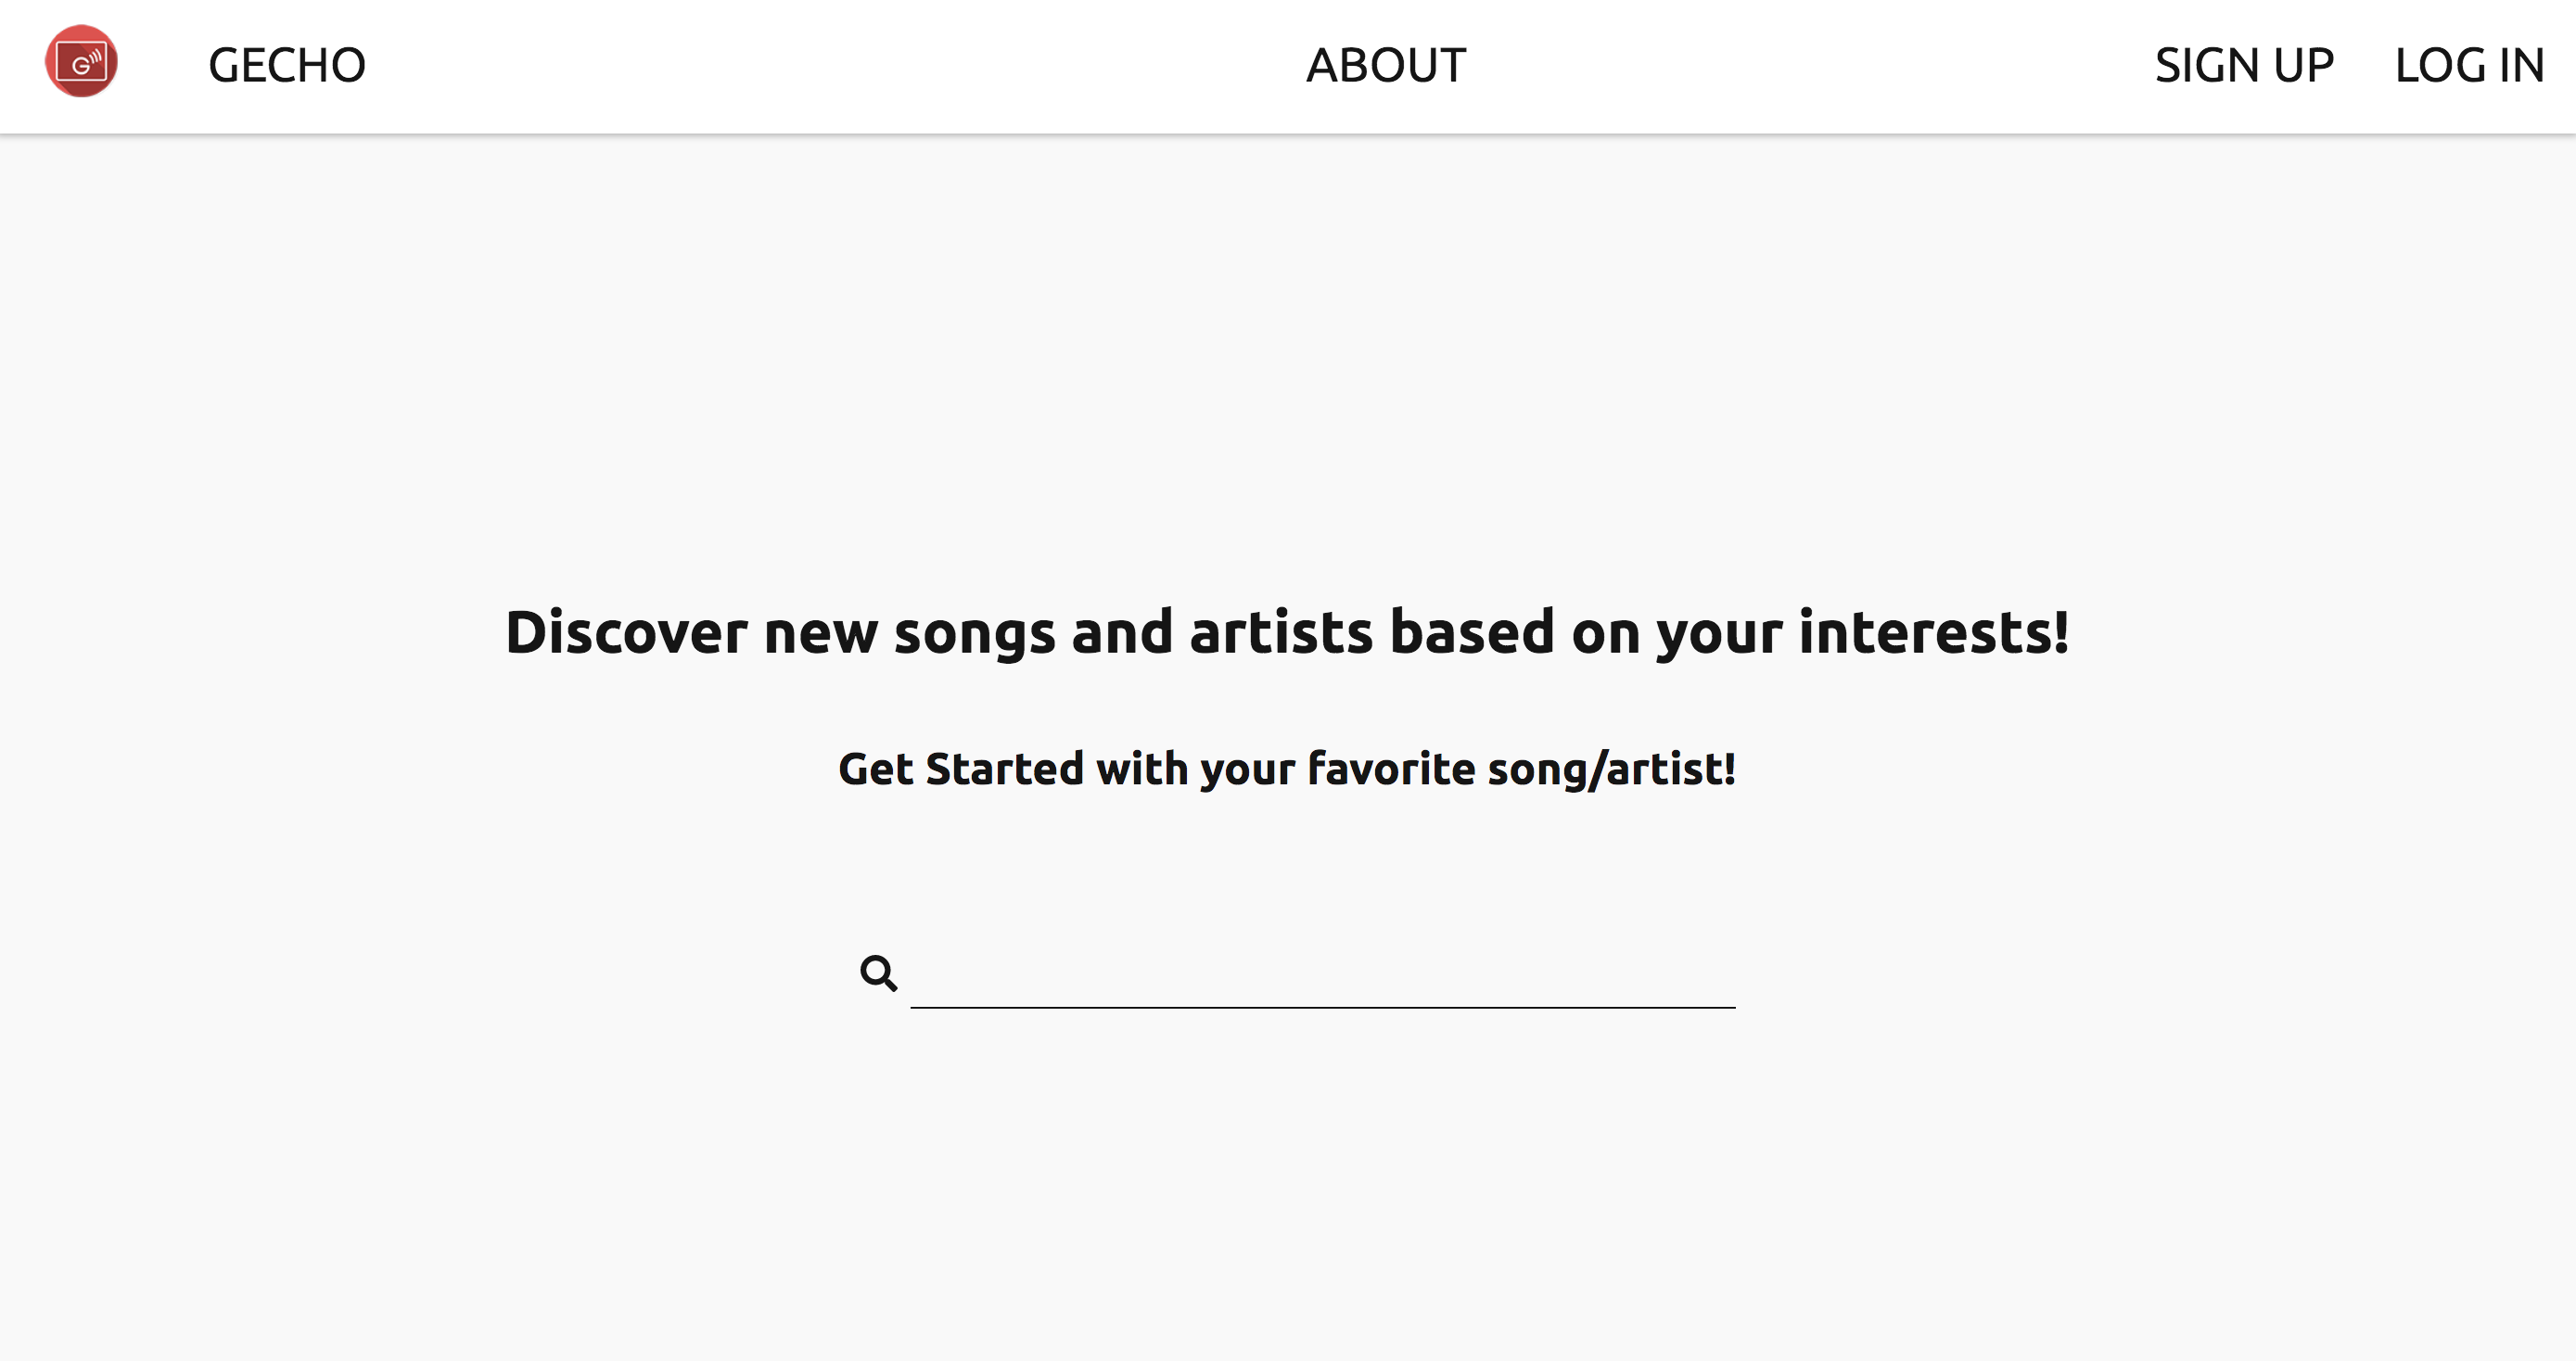 G
GECHO
ABOUT
SIGN UP
LOG IN
Discover new songs and artists based on your interests!
Get Started with your favorite song/artist!